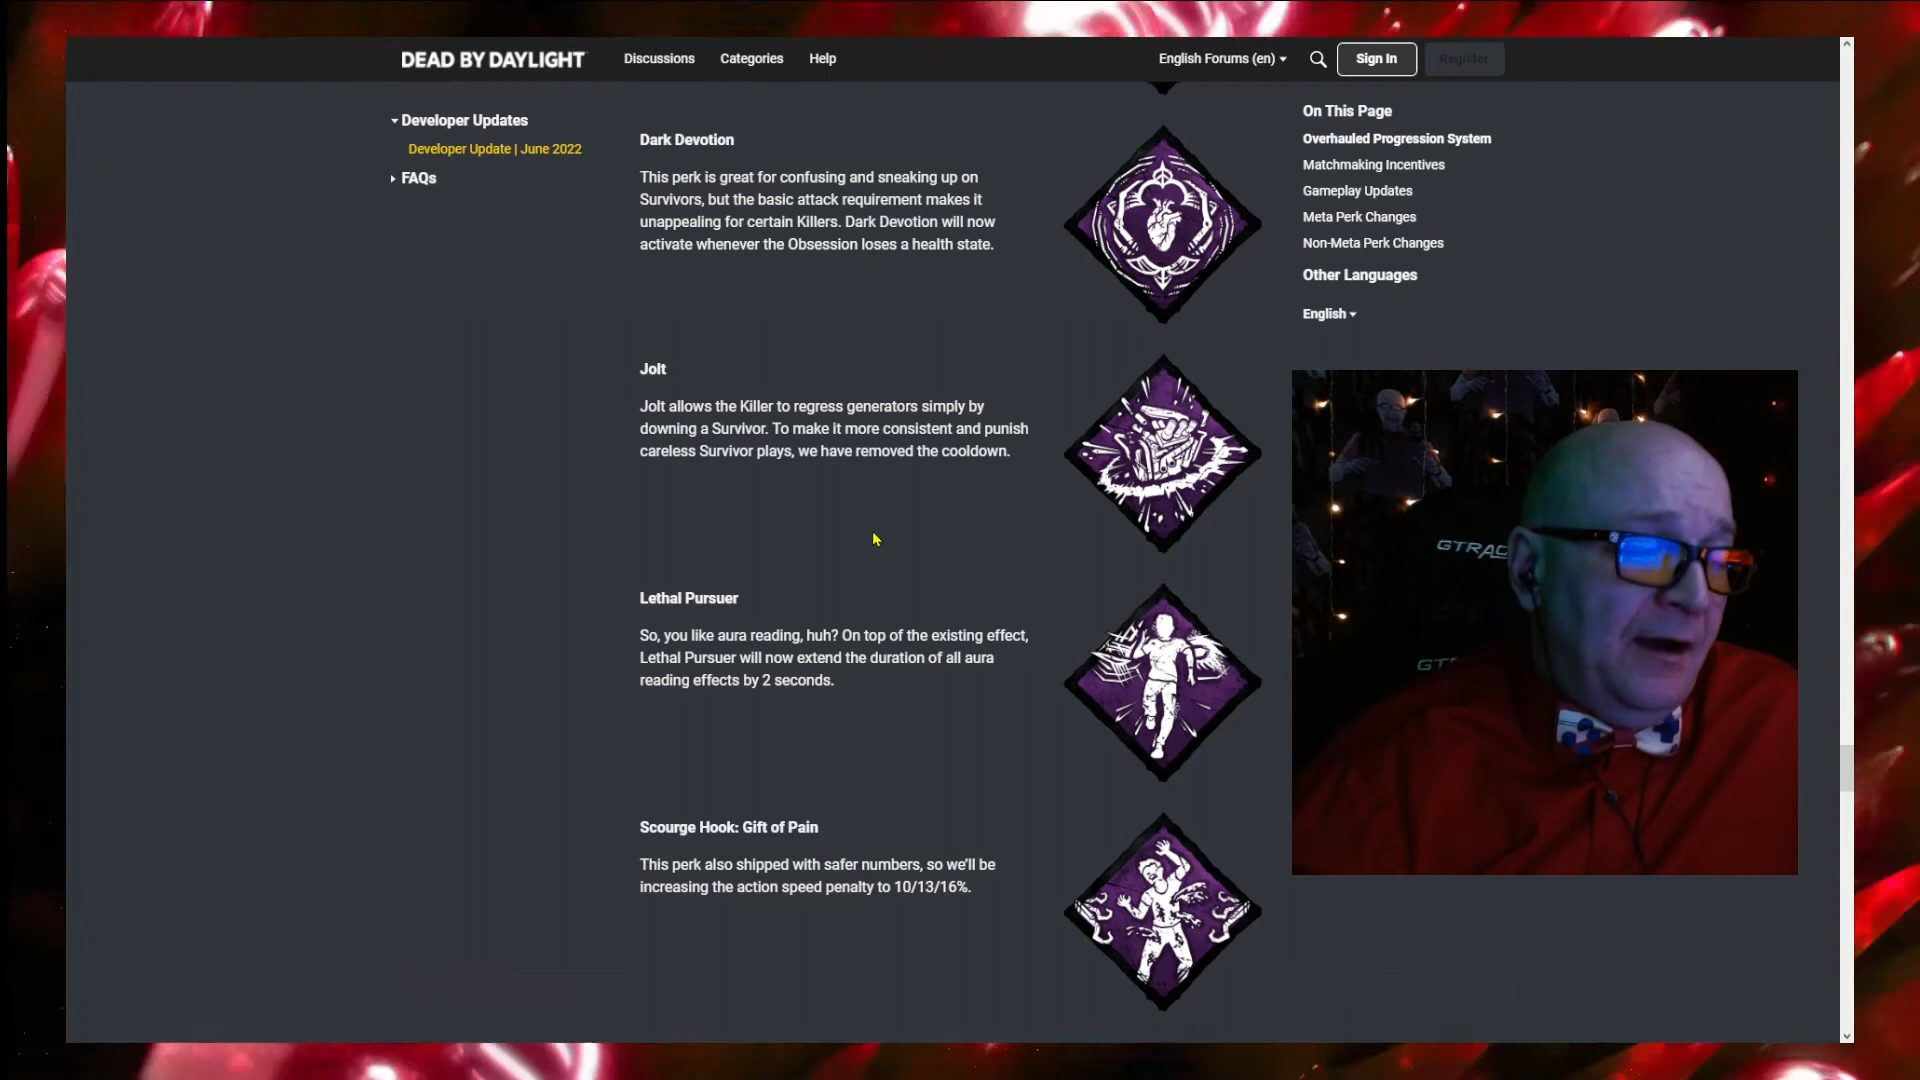 DEAD BY DAYLIGHT
Discussions
Categories
Help
English Forums (en)
Sign In
Register
Developer Updates
Developer Update | June 2022
FAQs
Dark Devotion
This perk is great for confusing and sneaking up on
Survivors, but the basic attack requirement makes it
unappealing for certain Killers. Dark Devotion will now
activate whenever the Obsession loses a health state.
Jolt
Jolt allows the Killer to regress generators simply by
downing a Survivor. To make it more consistent and punish
careless Survivor plays, we have removed the cooldown.
Lethal Pursuer
So, you like aura reading, huh? On top of the existing effect,
Lethal Pursuer will now extend the duration of all aura
reading effects by 2 seconds.
Scourge Hook: Gift of Pain
This perk also shipped with safer numbers, so we'll be
increasing the action speed penalty to 10/13/16%.
On This Page
Overhauled Progression System
Matchmaking Incentives
Gameplay Updates
Meta Perk Changes
Non-Meta Perk Changes
Other Languages
English
GTRAC
GT